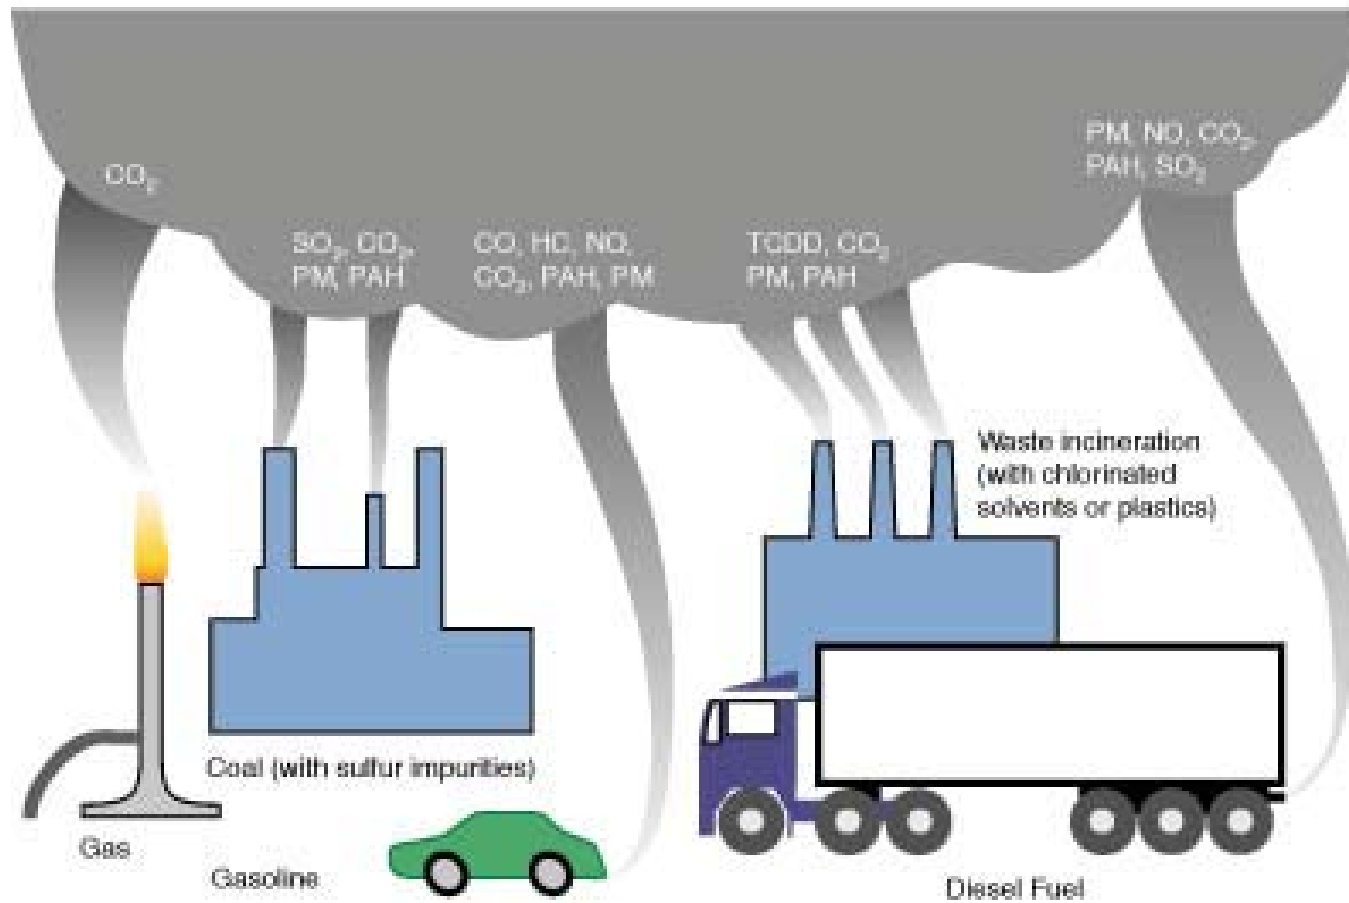 CO₂
SO₂, CO₂,
PM, PAH
CO, HC, NO,
CO₂, PAH, PM
TCDD, CO₂
PM, PAH
PM, NO, CO₂,
PAH, SO₂
Waste incineration
(with chlorinated
solvents or plastics)
Coal (with sulfur impurities)
Gas
Gasoline
Diesel Fuel